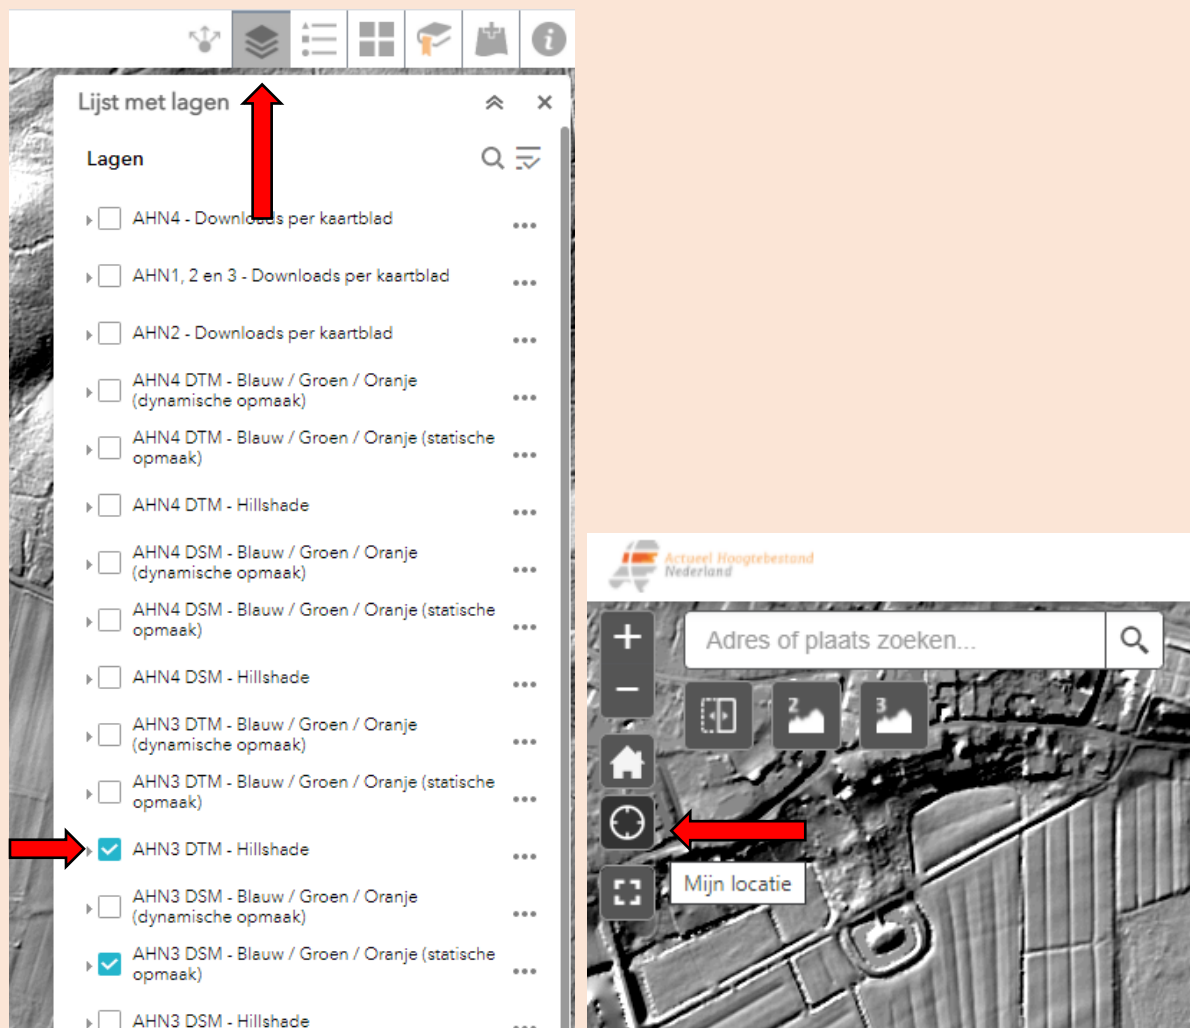 Lijst met lagen
Lagen
AHN4 - Downloads per kaartblad
AHN1, 2 en 3 - Downloads per kaartblad
AHN2 - Downloads per kaartblad
AHN4 DTM - Blauw / Groen / Oranje
(dynamische opmaak)
AHN4 DTM - Blauw / Groen / Oranje (statische
opmaak)
AHN4 DTM - Hillshade
AHN4 DSM - Blauw / Groen / Oranje
(dynamische opmaak)
AHN4 DSM - Blauw / Groen / Oranje (statische
opmaak)
AHN4 DSM - Hillshade
AHN3 DTM - Blauw / Groen / Oranje
(dynamische opmaak)
AHN3 DTM - Blauw / Groen / Oranje (statische
opmaak)
AHN3 DTM - Hillshade
AHN3 DSM - Blauw / Groen / Oranje
(dynamische opmaak)
AHN3 DSM - Blauw / Groen / Oranje (statische
opmaak)
AHN3 DSM - Hillshade
Actueel Hoogtebestand
Nederland
Adres of plaats zoeken...
2
3
Mijn locatie